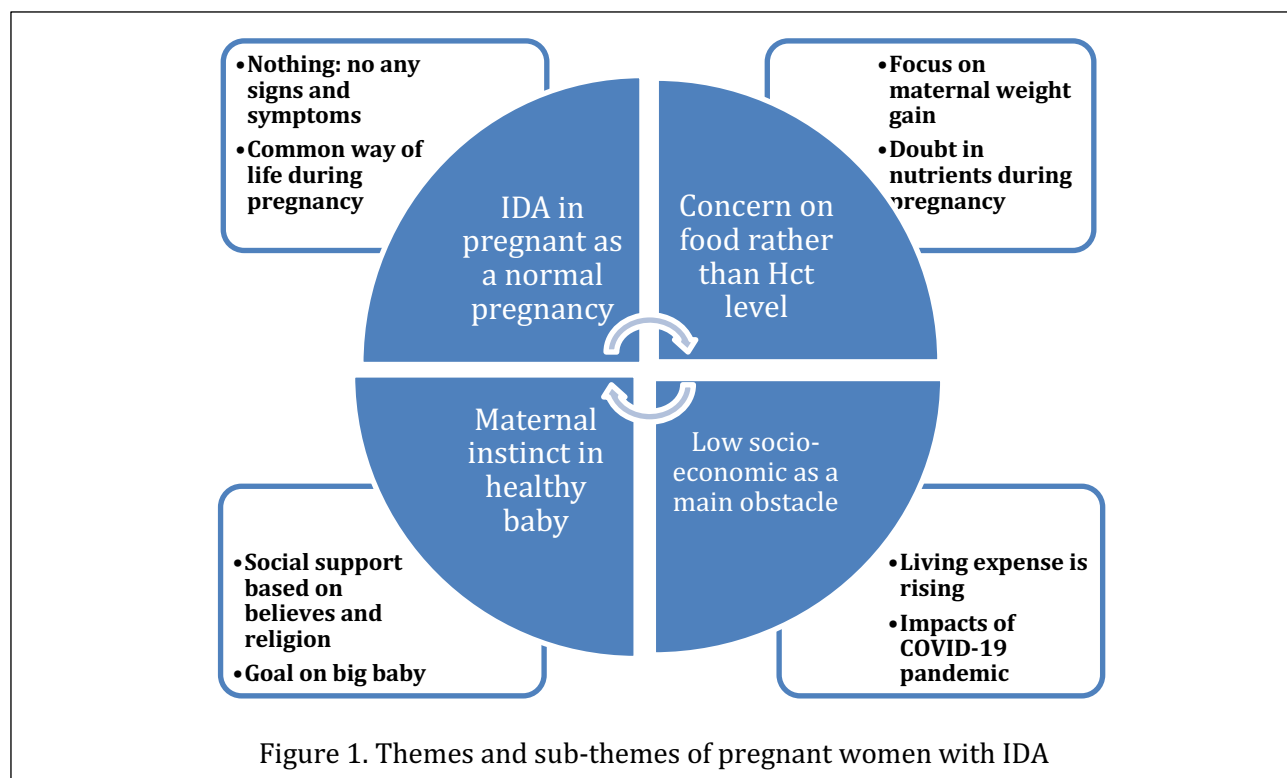 •Nothing: no any
signs and
symptoms
•Common way of
life during
pregnancy
IDA in
pregnant as
a normal
pregnancy
•Focus on
maternal weight
gain
•Doubt in
nutrients during
pregnancy
Concern on
food rather
than Hct
level
Maternal
instinct in
healthy
baby
•Social support
based on
believes and
religion
•Goal on big baby
Low socio-
economic as a
main obstacle
•Living expense is
rising
•Impacts of
COVID-19
pandemic
Figure 1. Themes and sub-themes of pregnant women with IDA